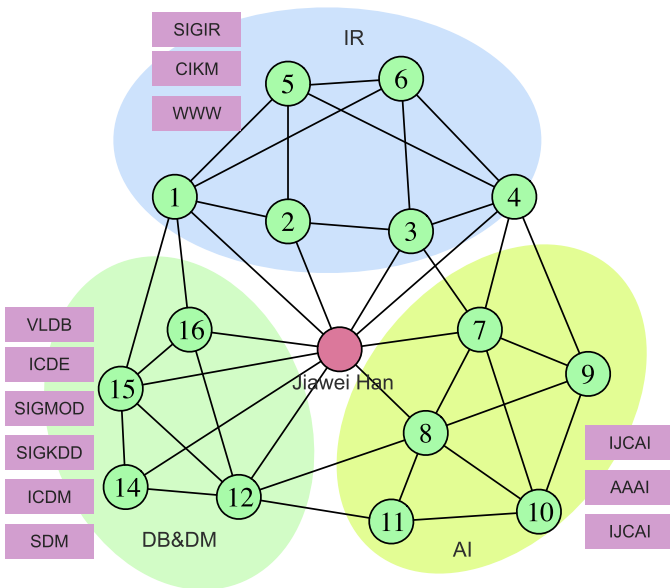 SIGIR
IR
CIKM
5
6
WWW
1
4
2
3
VLDB
16
7
ICDE
Jiawei Han
9
15
SIGMOD
8
IJCAI
SIGKDD
14
AAAI
ICDM
12
10
11
IJCAI
SDM
DB&DM
AI